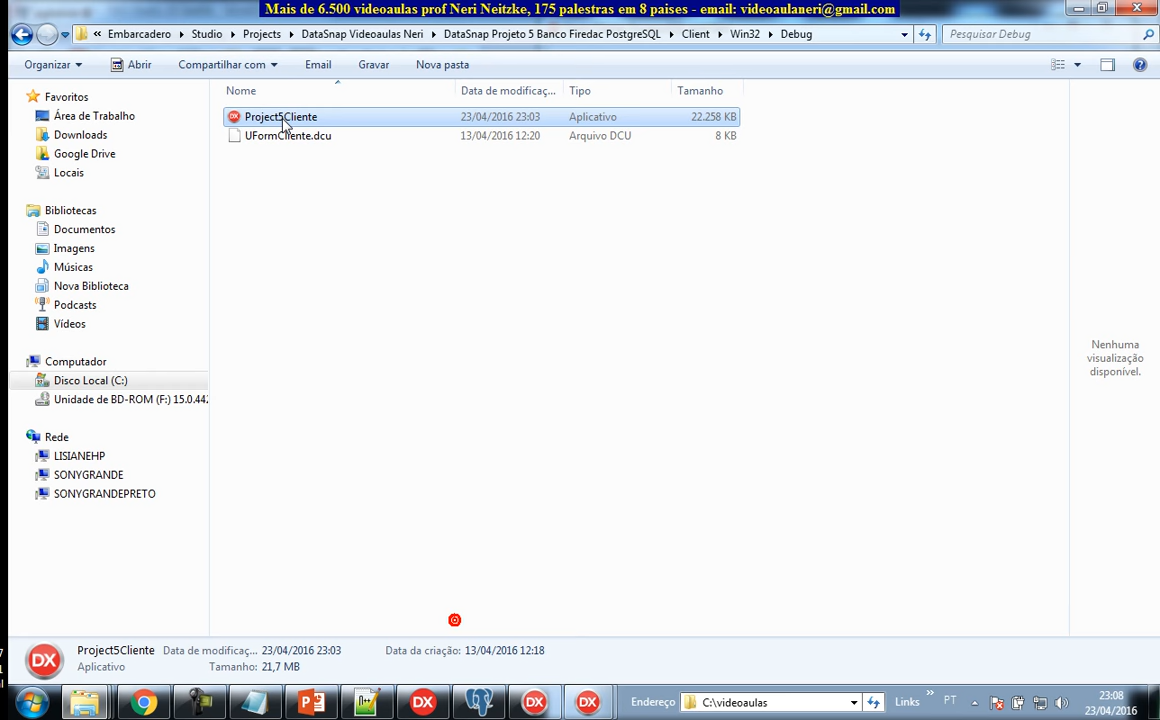 Mais de 6.500 videoaulas prof Neri Neitzke, 175 palestras em 8 paises - email: videoaulaneri@gmail.com
Embarcadero Studio Projects DataSnap Videoaulas Neri DataSnap Projeto 5 Banco Firedac PostgreSQL Client Win32 Debug Pesquisar Debug
Organizar Abrir Compartilhar com Email Gravar Nova pasta
Nome Data de modificaç... Tipo Tamanho
Project5Cliente 23/04/2016 23:03 Aplicativo 22.258 KB
UFormCliente.dcu 13/04/2016 12:20 Arquivo DCU 8 KB
Favoritos
Área de Trabalho
Downloads
Google Drive
Locais
Bibliotecas
Documentos
Imagens
Músicas
Nova Biblioteca
Podcasts
Vídeos
Computador
Disco Local (C:)
Unidade de BD-ROM (F:) 15.0.442
Rede
LISIANEHP
SONYGRANDE
SONYGRANDEPRETO
Nenhuma
visualização
disponível.
Project5Cliente Data de modificaç... 23/04/2016 23:03 Data da criação: 13/04/2016 12:18
Aplicativo Tamanho: 21,7 MB
DX
Endereço C:\videoaulas Links PT 23:08
23/04/2016